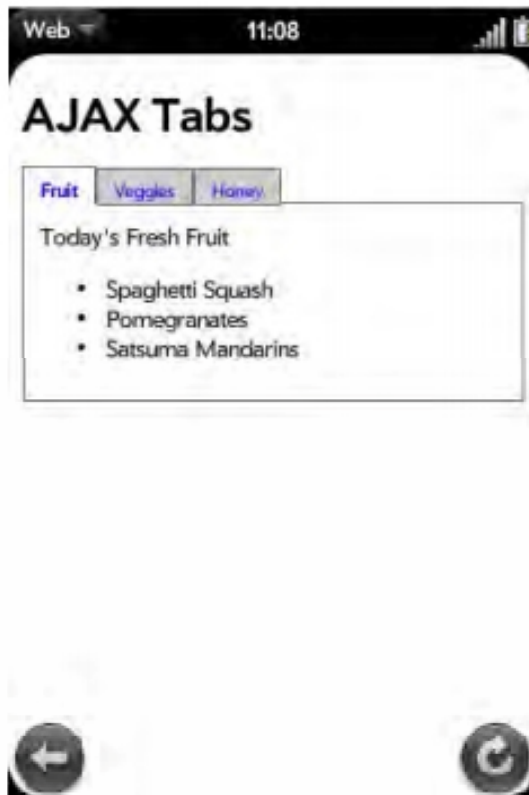 Web 11:08
AJAX Tabs
Fruit Veggies Honey
Today's Fresh Fruit
• Spaghetti Squash
• Pomegranates
• Satsuma Mandarins